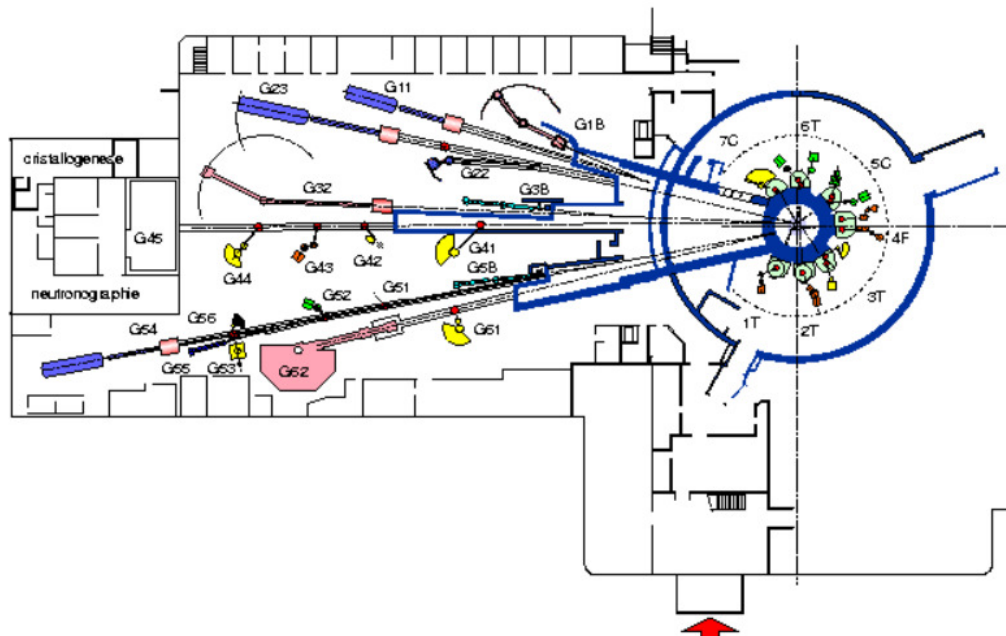 G23
G11
G1B
6T
7C
cristallogenese
G22
5C
G32
G3B
G45
4F
G44
G43
G42
G41
neutronographie
G5B
G52
G51
3T
G54
G56
1T
2T
G61
G55
G53
G62